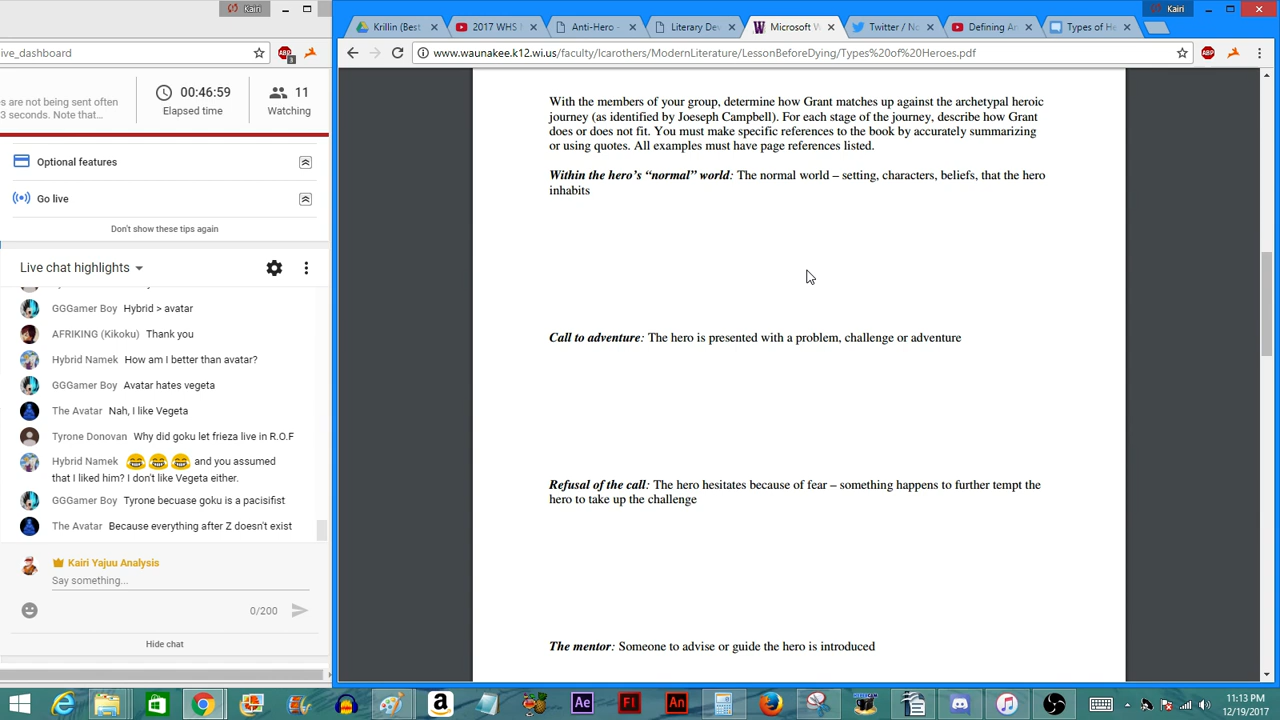 Kairi
ive_dashboard
es are not being sent often
3 seconds. Note that…
00:46:59
Elapsed time
11
Watching
Optional features
Go live
Don't show these tips again
Live chat highlights
GGGamer Boy Hybrid > avatar
AFRIKING (Kikoku) Thank you
Hybrid Namek How am I better than avatar?
GGGamer Boy Avatar hates vegeta
The Avatar Nah, I like Vegeta
Tyrone Donovan Why did goku let frieza live in R.O.F
Hybrid Namek 😂 😂 😂 and you assumed
that I liked him? I don't like Vegeta either.
GGGamer Boy Tyrone becuase goku is a pacisifist
The Avatar Because everything after Z doesn't exist
Kairi Yajuu Analysis
Say something...
0/200
Hide chat
Kairi
Krillin (Best
2017 WHS
Anti-Hero –
Literary Dev
Microsoft W
Twitter / No
Defining An
Types of He
www.waunakee.k12.wi.us/faculty/lcarothers/ModernLiterature/LessonBeforeDying/Types%20of%20Heroes.pdf
With the members of your group, determine how Grant matches up against the archetypal heroic
journey (as identified by Joeseph Campbell). For each stage of the journey, describe how Grant
does or does not fit. You must make specific references to the book by accurately summarizing
or using quotes. All examples must have page references listed.
Within the hero's “normal” world: The normal world – setting, characters, beliefs, that the hero
inhabits
Call to adventure: The hero is presented with a problem, challenge or adventure
Refusal of the call: The hero hesitates because of fear – something happens to further tempt the
hero to take up the challenge
The mentor: Someone to advise or guide the hero is introduced
11:13 PM
12/19/2017